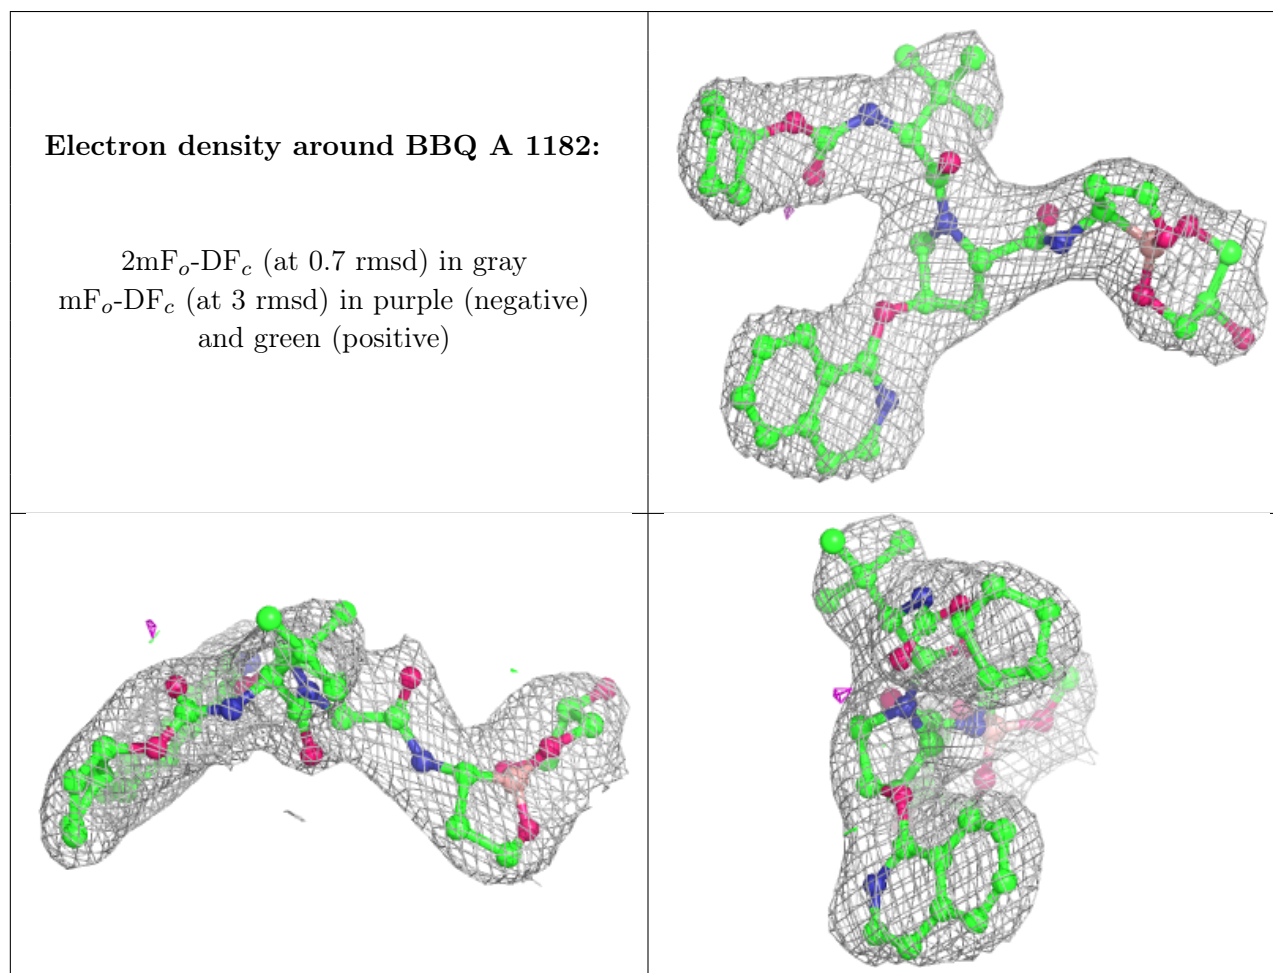 Electron density around BBQ A 1182:
2mFo-DFc (at 0.7 rmsd) in gray
mFo-DFc (at 3 rmsd) in purple (negative)
and green (positive)